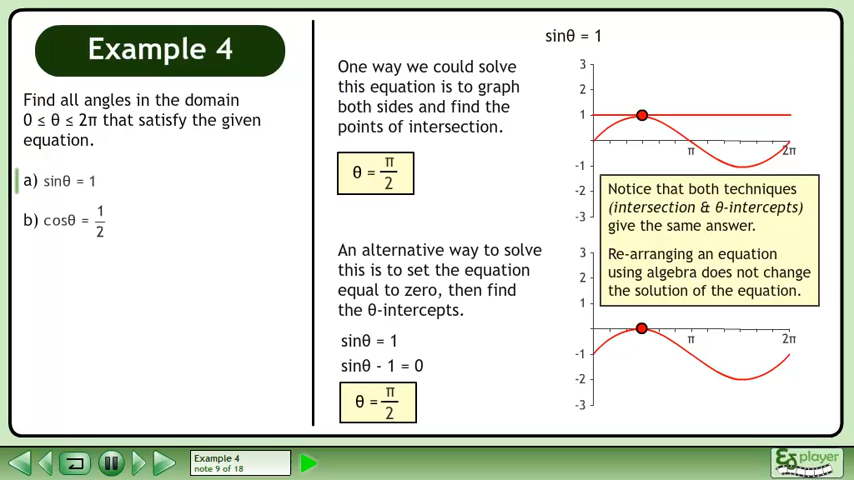 Example 4
Find all angles in the domain
0 ≤ θ ≤ 2π that satisfy the given
equation.
a) sinθ = 1
b) cosθ = 1/2
One way we could solve
this equation is to graph
both sides and find the
points of intersection.
θ = π/2
An alternative way to solve
this is to set the equation
equal to zero, then find
the θ-intercepts.
sinθ = 1
sinθ - 1 = 0
θ = π/2
sinθ = 1
3
2
1
π
2π
-1
-2
-3
Notice that both techniques
(intersection & θ-intercepts)
give the same answer.
Re-arranging an equation
using algebra does not change
the solution of the equation.
3
2
1
π
2π
-1
-2
-3
Example 4
note 9 of 18
player